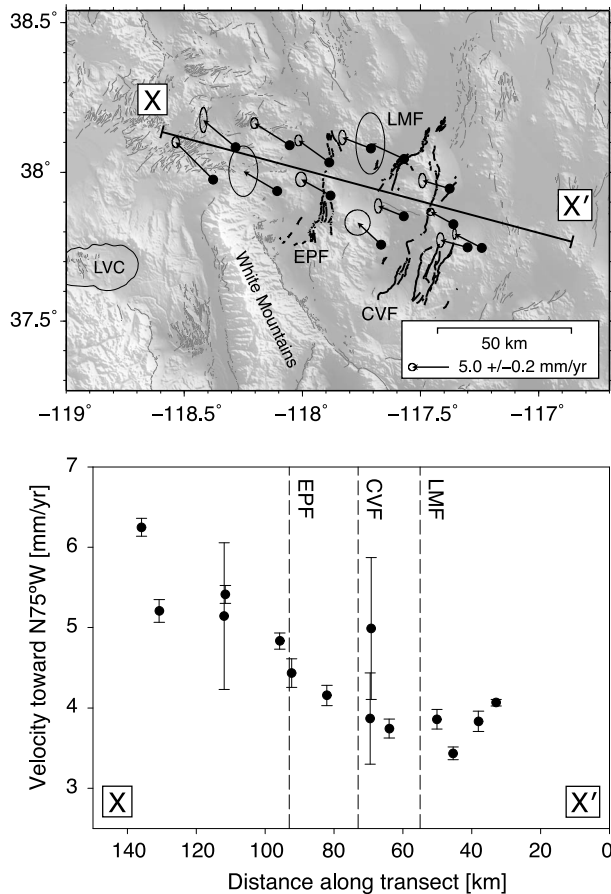 38.5°
38°
37.5°
X
LMF
X′
EPF
LVC
White Mountains
CVF
50 km
5.0 +/−0.2 mm/yr
−119°
−118.5°
−118°
−117.5°
−117°
7
6
5
4
3
Velocity toward N75°W [mm/yr]
EPF
CVF
LMF
X
X′
140
120
100
80
60
40
20
0
Distance along transect [km]